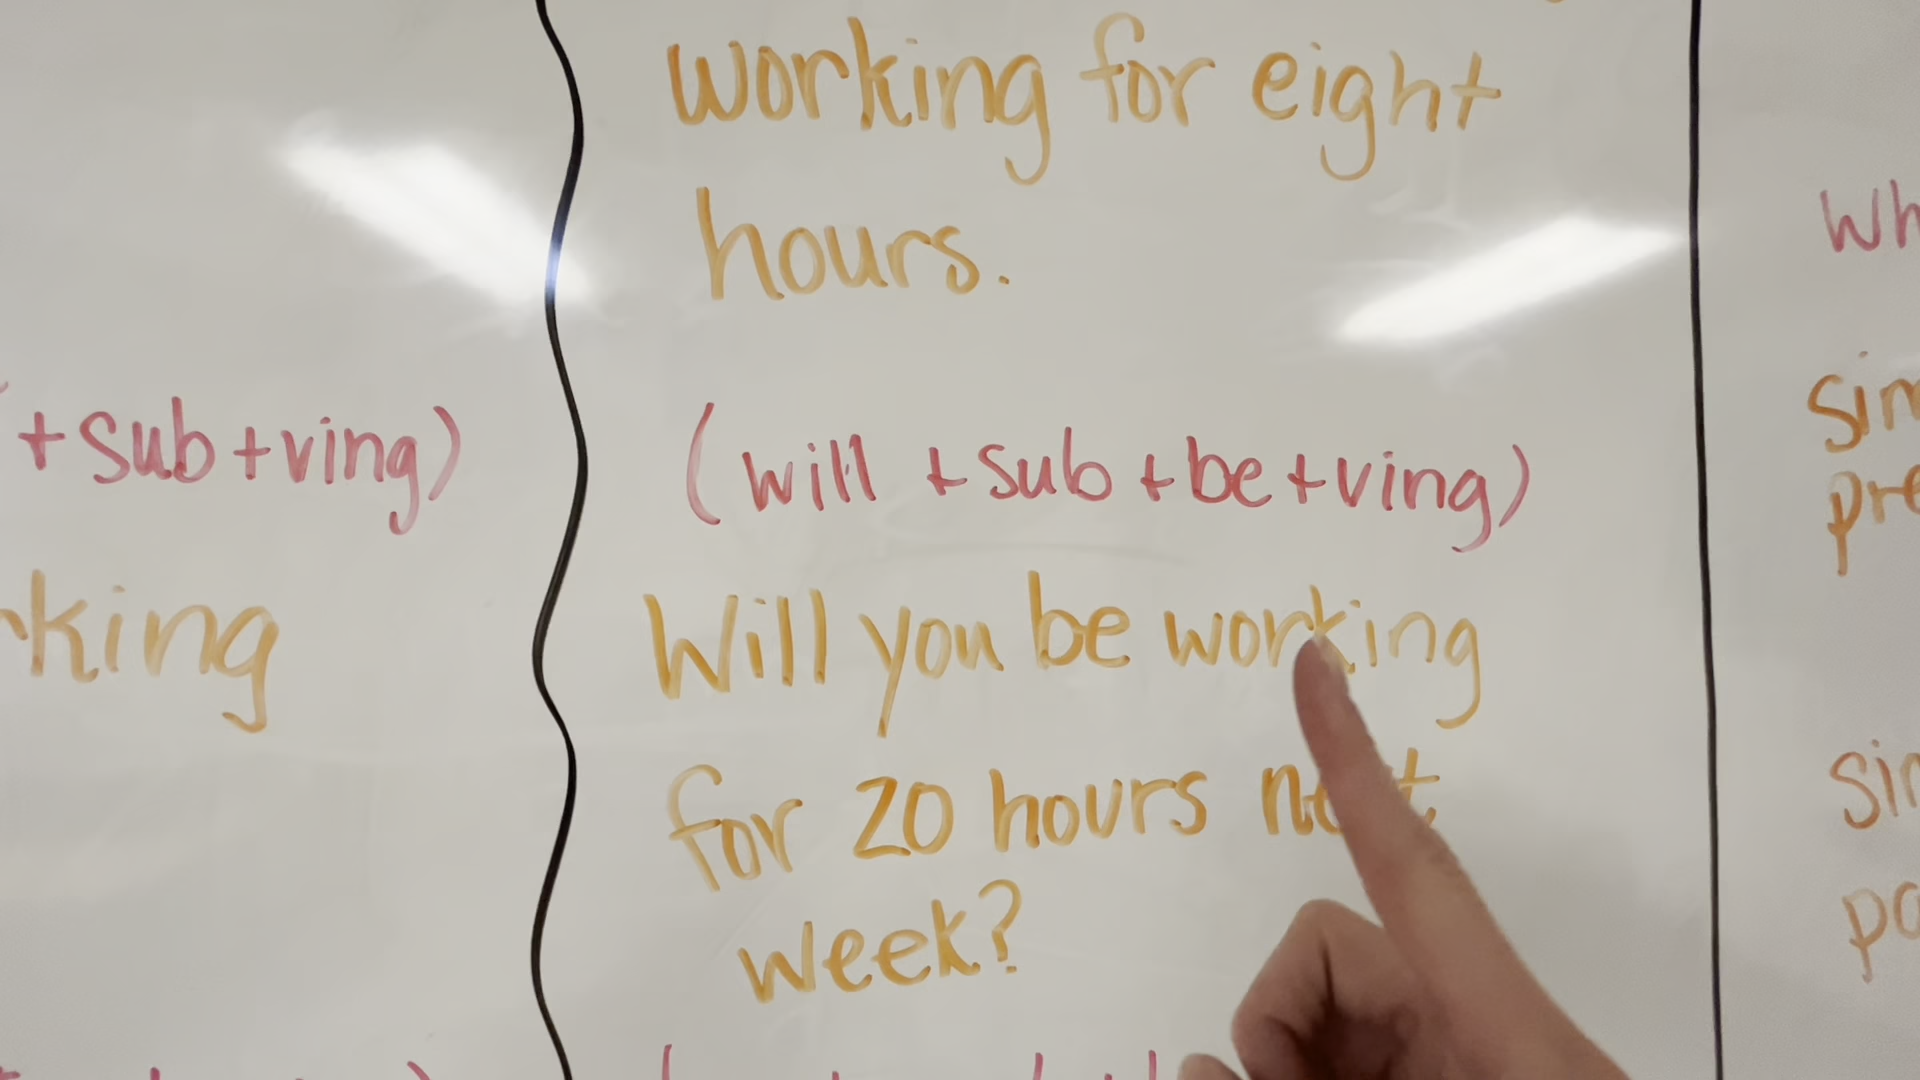 +sub+ving)
king
working for eight
hours.
(will +sub+be+ving)
Will you be working
for 20 hours next
week?